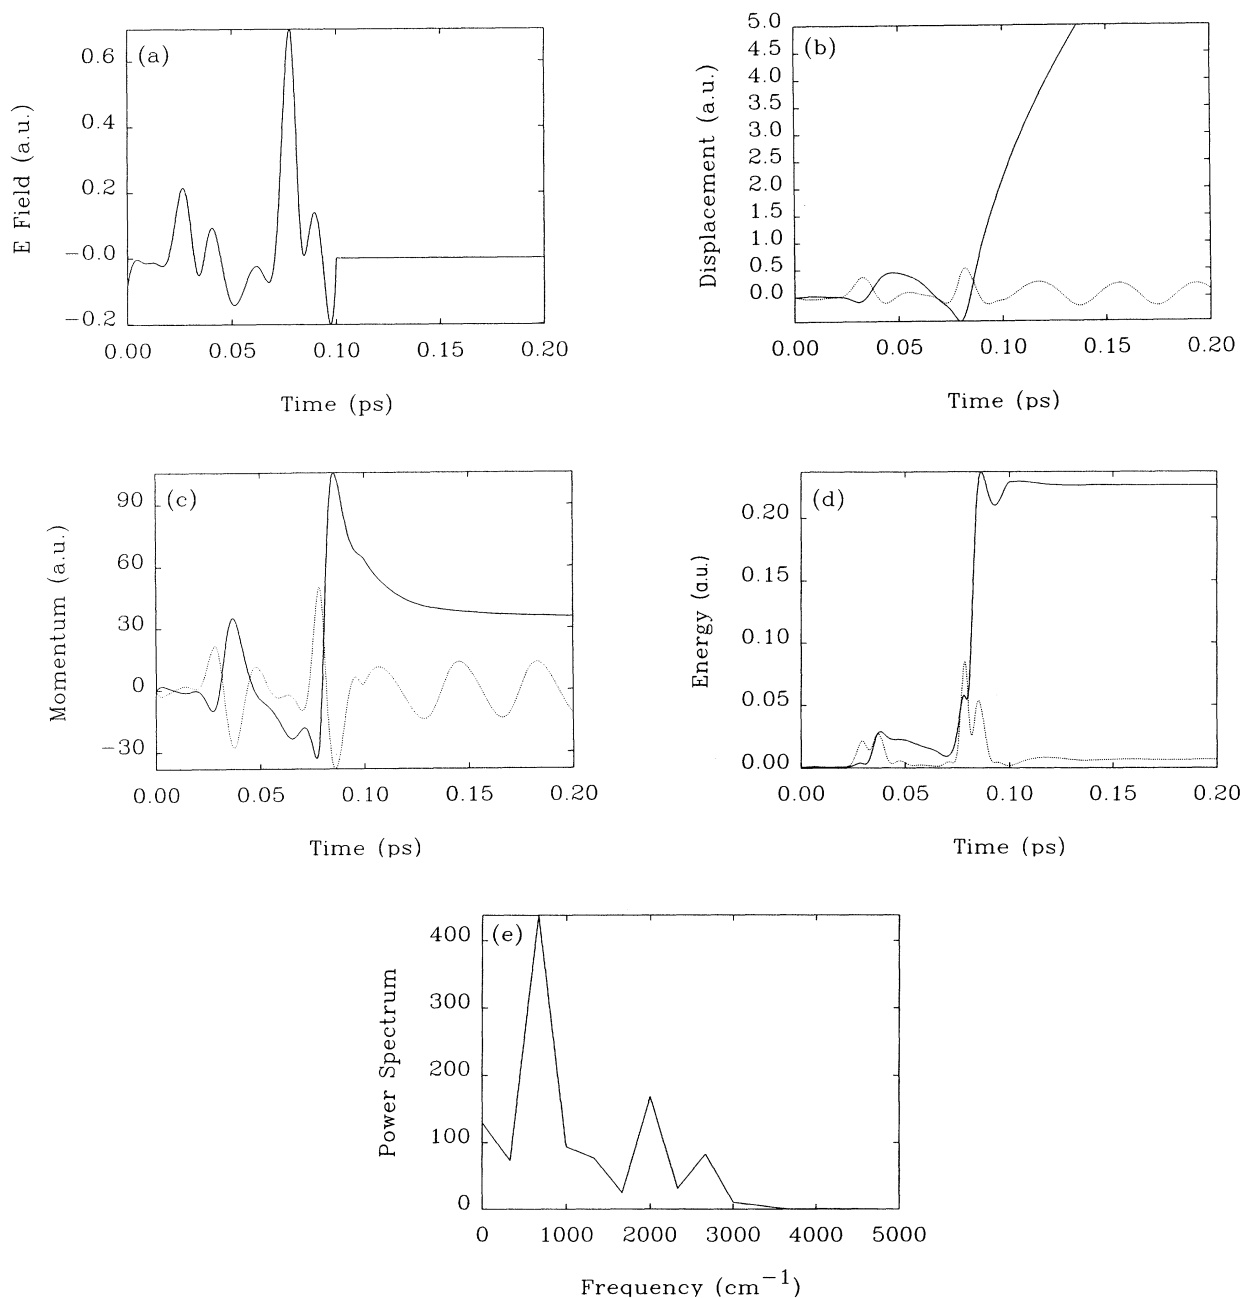 (a)
E Field (a.u.)
0.6
0.4
0.2
−0.0
−0.2
0.00 0.05 0.10 0.15 0.20
Time (ps)
(b)
Displacement (a.u.)
5.0
4.5
4.0
3.5
3.0
2.5
2.0
1.5
1.0
0.5
0.0
0.00 0.05 0.10 0.15 0.20
Time (ps)
(c)
Momentum (a.u.)
90
60
30
0
−30
0.00 0.05 0.10 0.15 0.20
Time (ps)
(d)
Energy (a.u.)
0.20
0.15
0.10
0.05
0.00
0.00 0.05 0.10 0.15 0.20
Time (ps)
(e)
Power Spectrum
400
300
200
100
0
0 1000 2000 3000 4000 5000
Frequency (cm⁻¹)